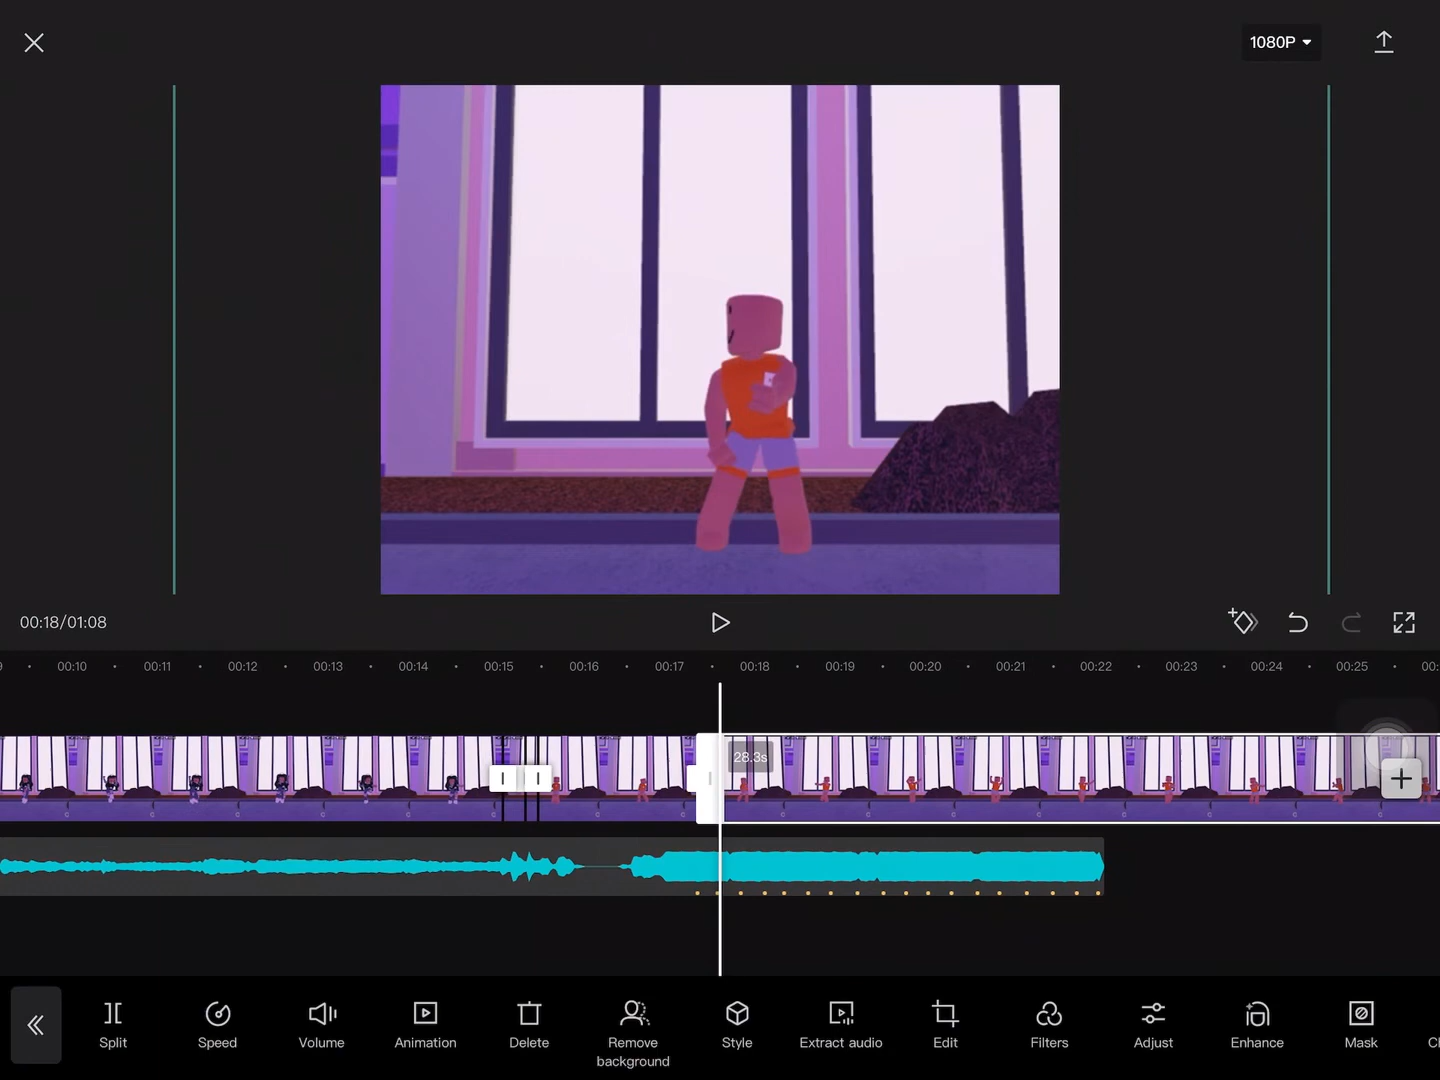 1080P
00:18/01:08
00:10 00:11 00:12 00:13 00:14 00:15 00:16 00:17 00:18 00:19 00:20 00:21 00:22 00:23 00:24 00:25 00:
28.3s
Split Speed Volume Animation Delete Remove Style Extract audio Edit Filters Adjust Enhance Mask
background